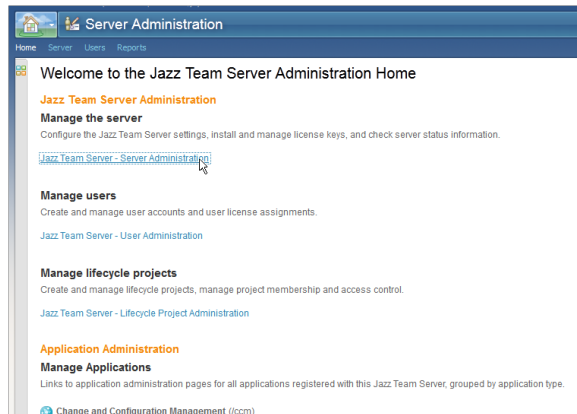 Server Administration
Home Server Users Reports
Welcome to the Jazz Team Server Administration Home
Jazz Team Server Administration
Manage the server
Configure the Jazz Team Server settings, install and manage license keys, and check server status information.
Jazz Team Server - Server Administration
Manage users
Create and manage user accounts and user license assignments.
Jazz Team Server - User Administration
Manage lifecycle projects
Create and manage lifecycle projects, manage project membership and access control.
Jazz Team Server - Lifecycle Project Administration
Application Administration
Manage Applications
Links to application administration pages for all applications registered with this Jazz Team Server, grouped by application type.
Change and Configuration Management (/ccm)